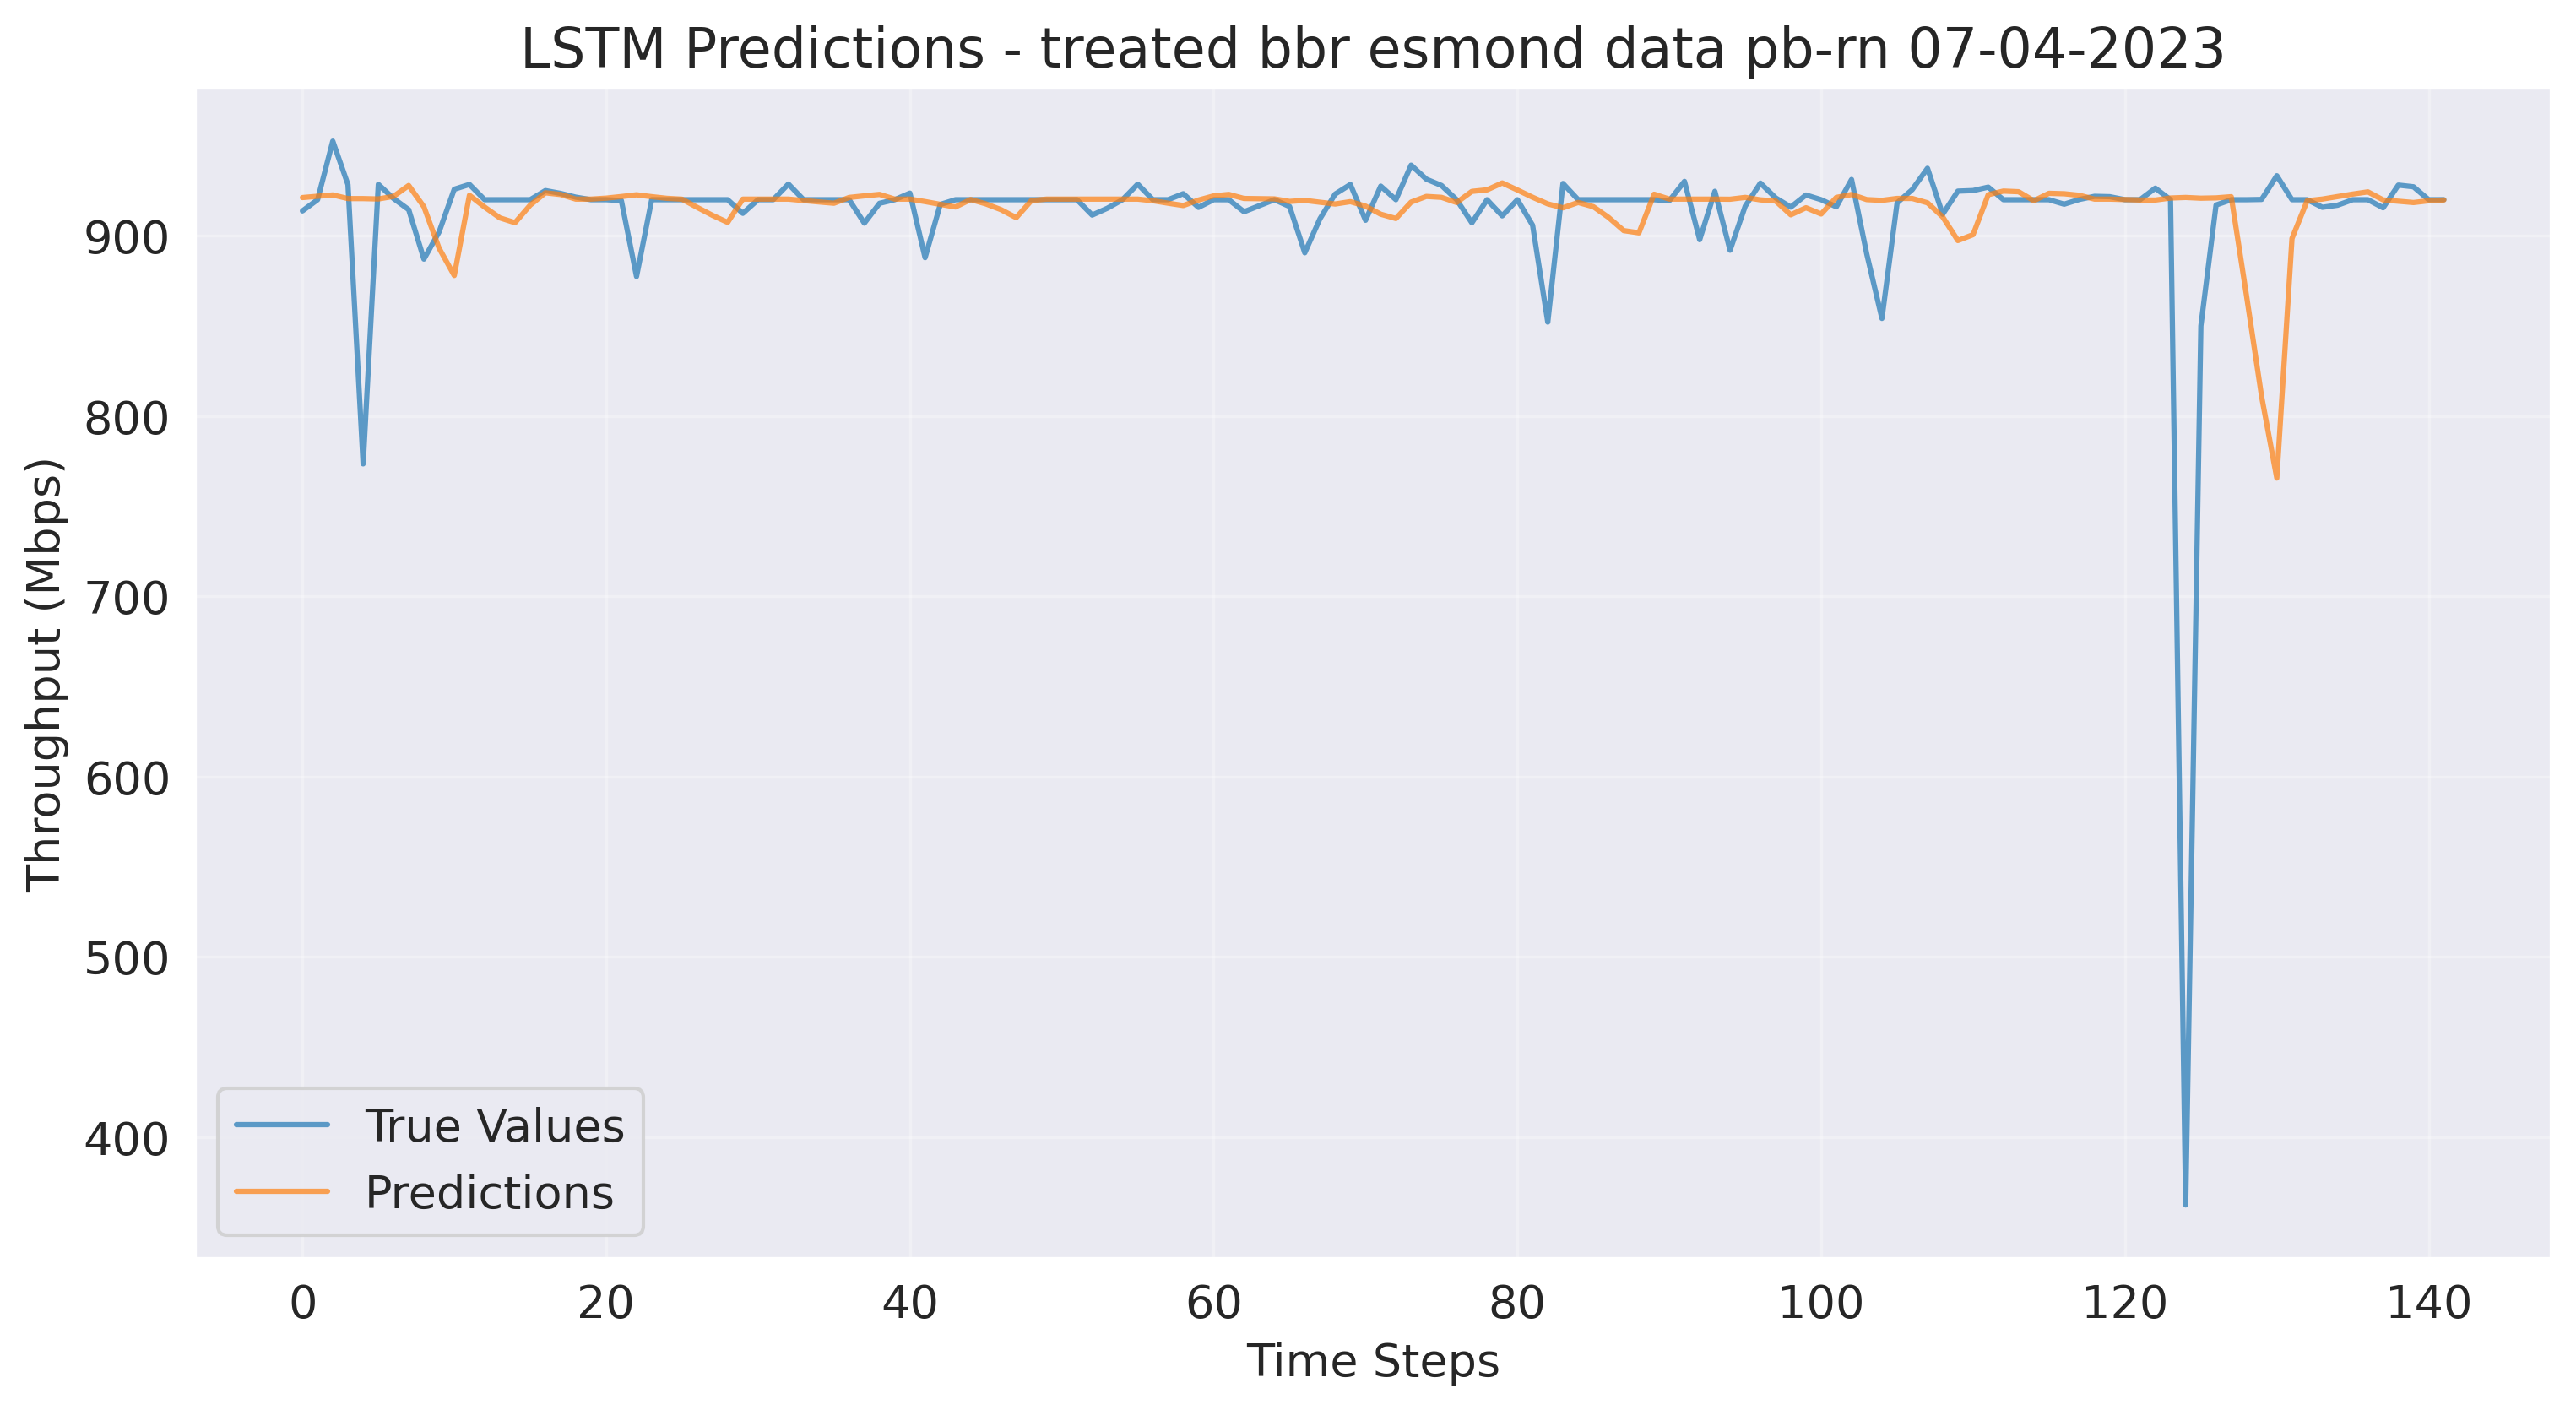 LSTM Predictions - treated bbr esmond data pb-rn 07-04-2023
Throughput (Mbps)
900
800
700
600
500
400
True Values
Predictions
0 20 40 60 80 100 120 140
Time Steps